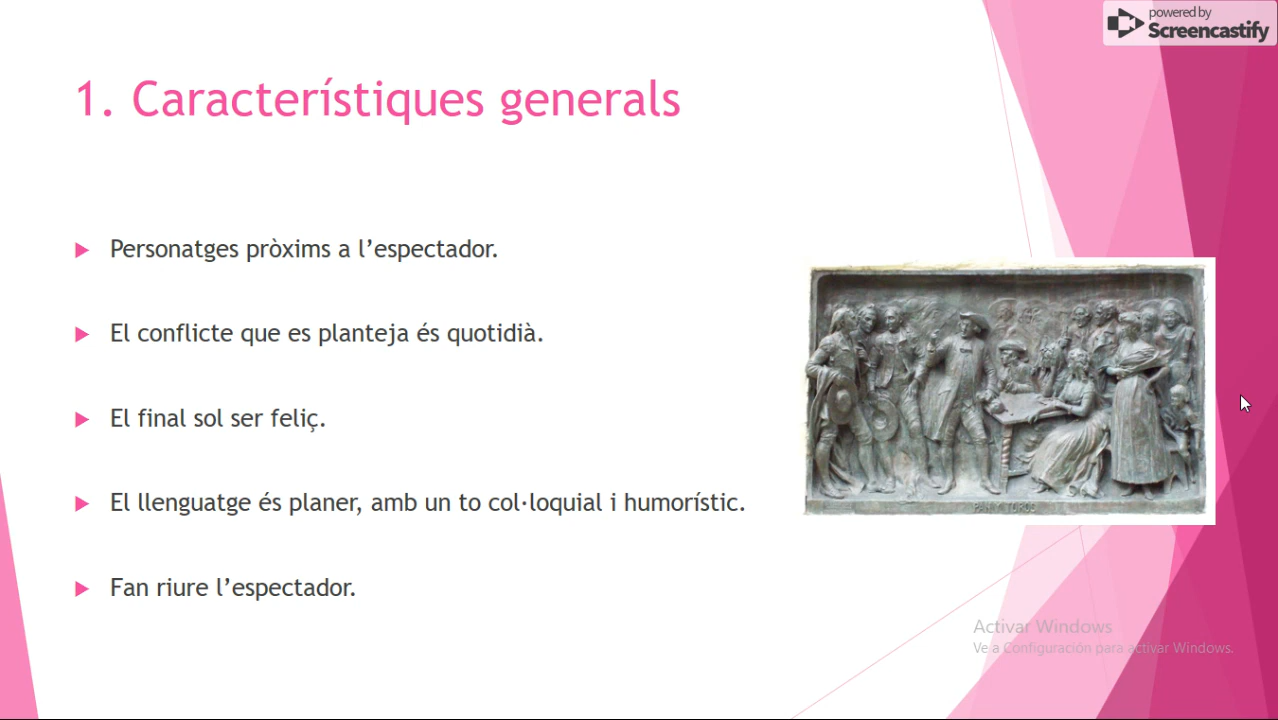 powered by
Screencastify
1. Característiques generals
Personatges pròxims a l’espectador.
El conflicte que es planteja és quotidià.
El final sol ser feliç.
El llenguatge és planer, amb un to col·loquial i humorístic.
Fan riure l’espectador.
PAN Y TOROS
Activar Windows
Ve a Configuración para activar Windows.